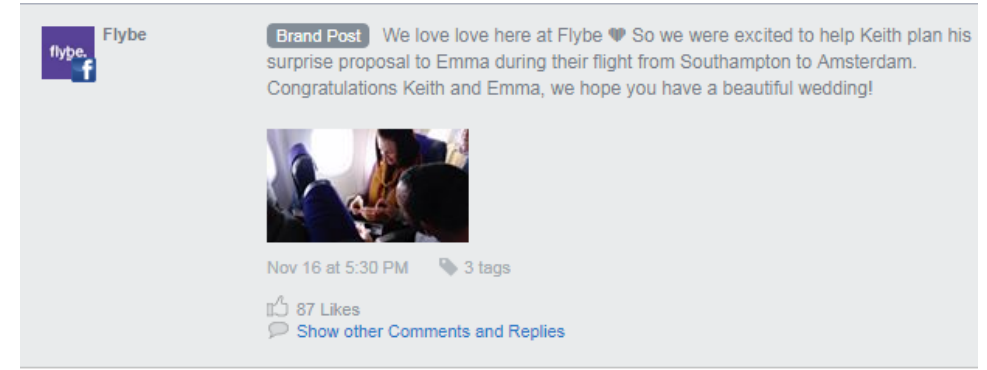 flybe.
f
Flybe
Brand Post We love love here at Flybe 🖤 So we were excited to help Keith plan his
surprise proposal to Emma during their flight from Southampton to Amsterdam.
Congratulations Keith and Emma, we hope you have a beautiful wedding!
Nov 16 at 5:30 PM 3 tags
87 Likes
Show other Comments and Replies